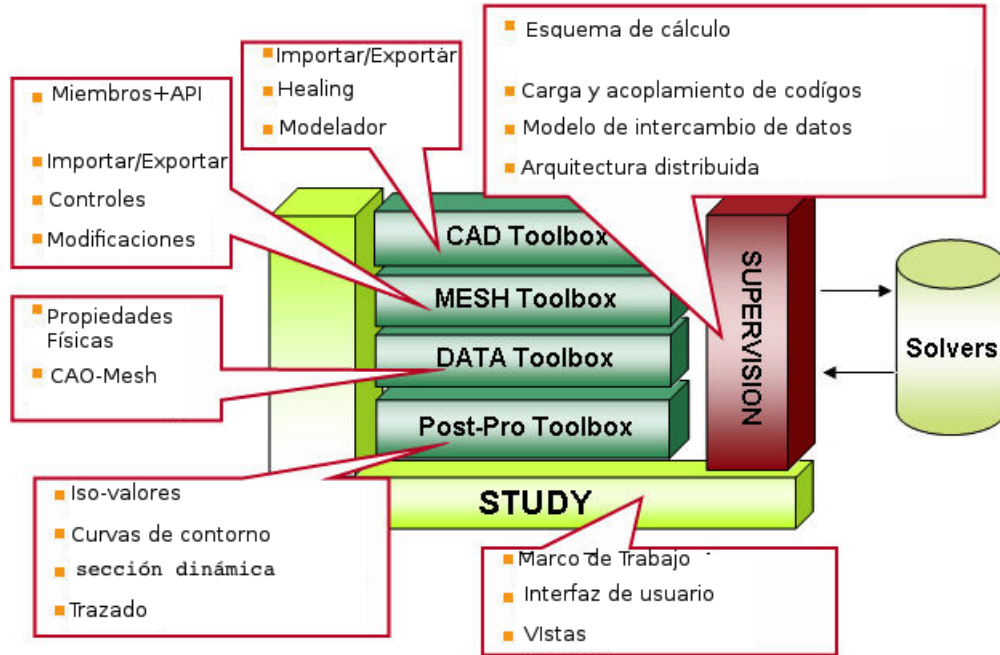 Importar/Exportar
Healing
Modelador
Esquema de cálculo
Carga y acoplamiento de codígos
Modelo de intercambio de datos
Arquitectura distribuida
Miembros+API
Importar/Exportar
Controles
Modificaciones
Propiedades
Físicas
CAO-Mesh
CAD Toolbox
MESH Toolbox
DATA Toolbox
Post-Pro Toolbox
SUPERVISION
Solvers
STUDY
Iso-valores
Curvas de contorno
sección dinámica
Trazado
Marco de Trabajo
Interfaz de usuario
VIstas